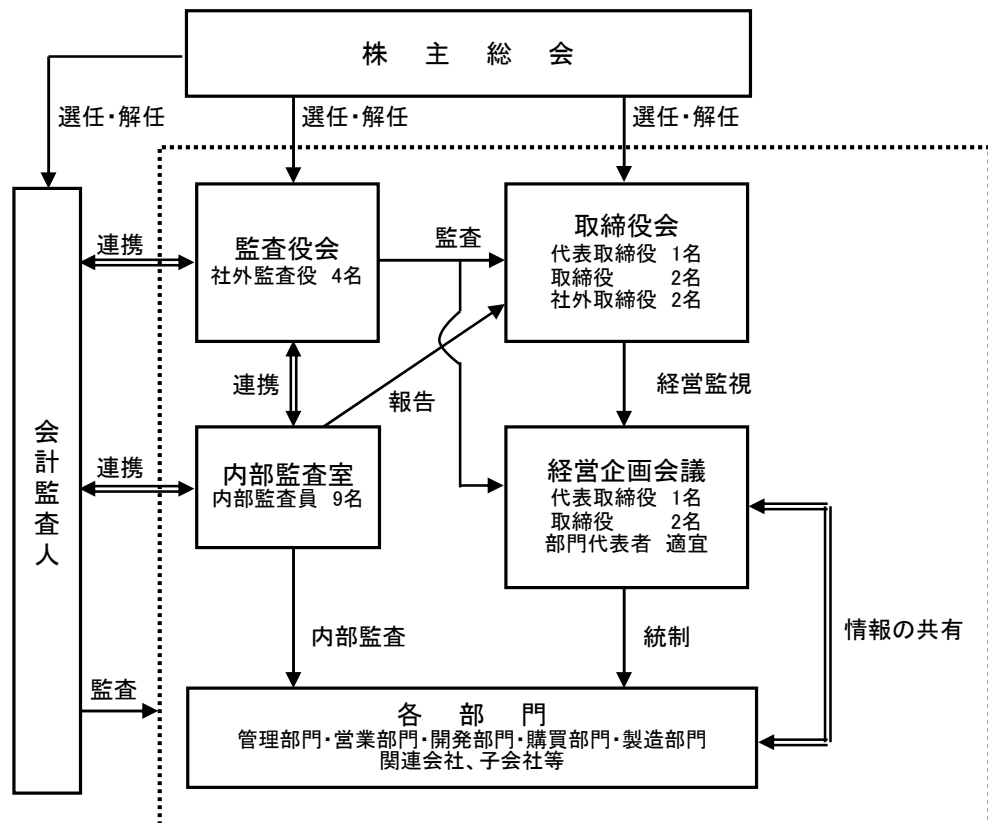 株 主 総 会
選任・解任
選任・解任
選任・解任
監査役会
社外監査役 4名
取締役会
代表取締役 1名
取締役 2名
社外取締役 2名
連携
監査
連携
報告
経営監視
会計監査人
連携
内部監査室
内部監査員 9名
経営企画会議
代表取締役 1名
取締役 2名
部門代表者 適宜
内部監査
統制
情報の共有
監査
各 部 門
管理部門・営業部門・開発部門・購買部門・製造部門
関連会社、子会社等